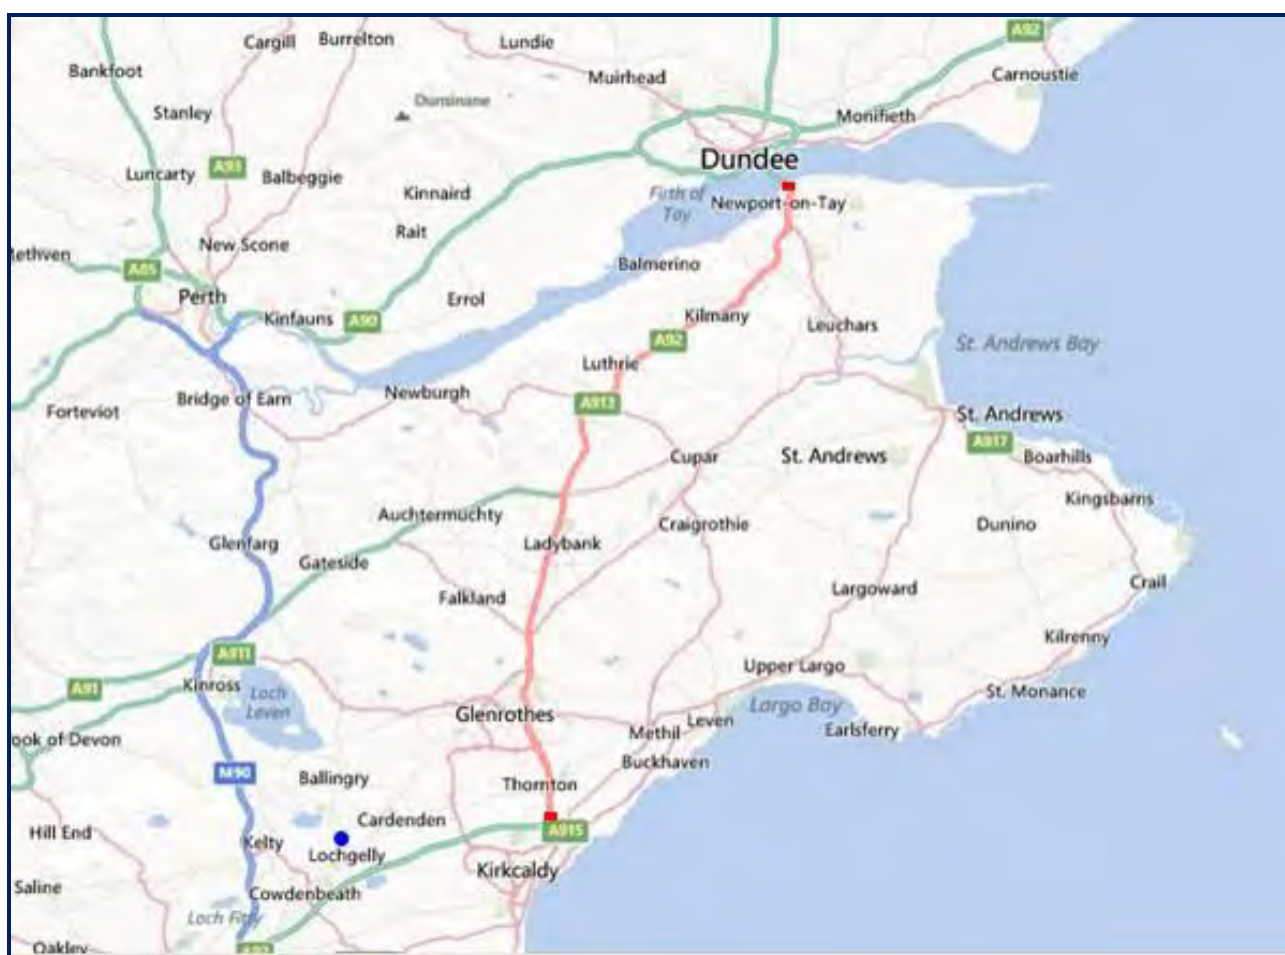 A92
Cargill
Burrelton
Lundie
Bankfoot
Muirhead
Carnoustie
Dunsinane
Stanley
Monifieth
Dundee
A93
Luncarty
Balbeggie
Kinnaird
Firth of
Tay
Newport-on-Tay
Rait
New Scone
ethven
Balmerino
A85
Perth
Errol
Kinfauns
A90
Kilmany
Leuchars
A92
St. Andrews Bay
Luthrie
Bridge of Earn
Newburgh
A913
Forteviot
St. Andrews
A917
Cupar
St. Andrews
Boarhills
Kingsbarns
Auchtermuchty
Craigrothie
Dunino
Glenfarg
Ladybank
Gateside
Crail
Largoward
Falkland
Kilrenny
A911
Upper Largo
Kinross
A91
Loch
Leven
St. Monance
Largo Bay
Glenrothes
Leven
Methil
Earlsferry
ook of Devon
Buckhaven
M90
Ballingry
Thornton
Cardenden
A915
Hill End
Kelty
Lochgelly
Kirkcaldy
Saline
Cowdenbeath
Loch Fitty
Oakley
A92